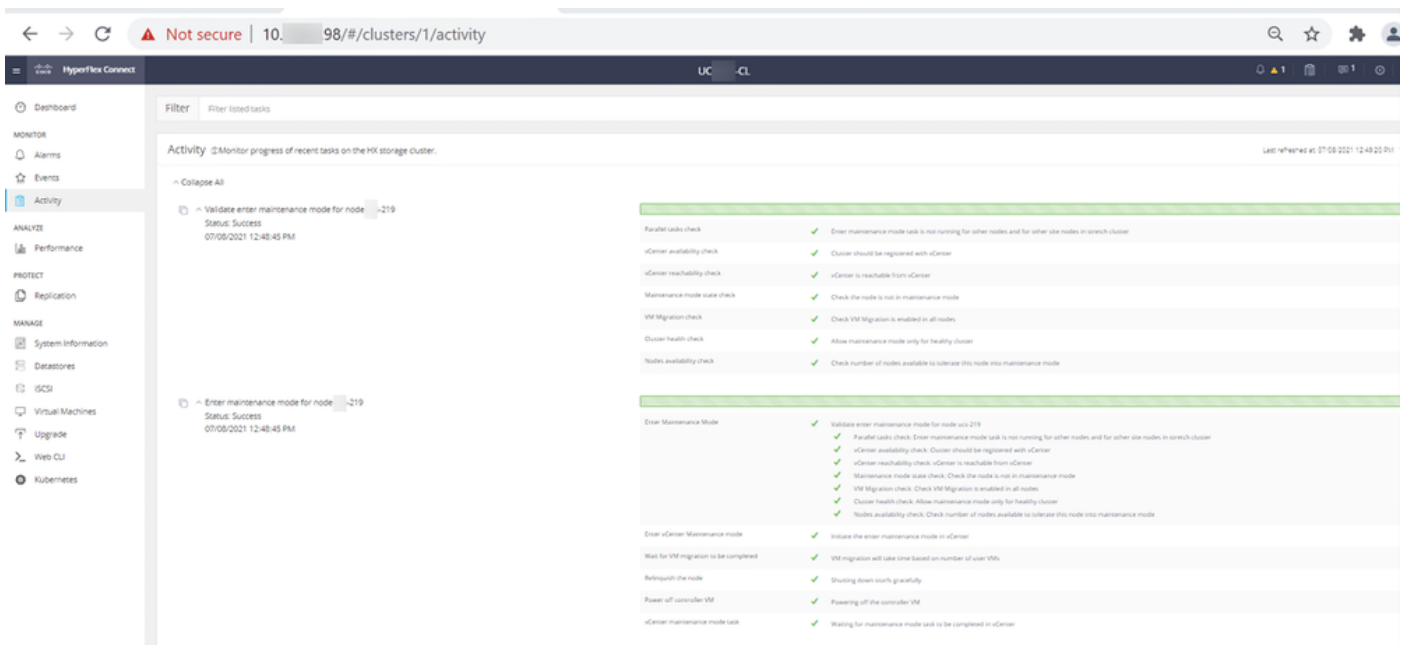 Not secure | 10. 98/#/clusters/1/activity
HyperFlex Connect
UC -CL
1
1
Dashboard
MONITOR
Alarms
Events
Activity
ANALYZE
Performance
PROTECT
Replication
MANAGE
System Information
Datastores
iSCSI
Virtual Machines
Upgrade
Web CLI
Kubernetes
Filter Filter listed tasks
Activity Monitor progress of recent tasks on the HX storage cluster.
Last refreshed at: 07/08/2021 12:49:20 PM
Collapse All
Validate enter maintenance mode for node -219
Status: Success
07/08/2021 12:48:45 PM
Parallel tasks check Enter maintenance mode task is not running for other nodes and for other site nodes in stretch cluster
vCenter availability check Cluster should be registered with vCenter
vCenter reachability check vCenter is reachable from vCenter
Maintenance mode state check Check the node is not in maintenance mode
VM Migration check Check VM Migration is enabled in all nodes
Cluster health check Allow maintenance mode only for healthy cluster
Nodes availability check Check number of nodes available to tolerate this node into maintenance mode
Enter maintenance mode for node -219
Status: Success
07/08/2021 12:48:45 PM
Enter Maintenance Mode Validate enter maintenance mode for node ucs-219
Parallel tasks check: Enter maintenance mode task is not running for other nodes and for other site nodes in stretch cluster
vCenter availability check: Cluster should be registered with vCenter
vCenter reachability check: vCenter is reachable from vCenter
Maintenance mode state check: Check the node is not in maintenance mode
VM Migration check: Check VM Migration is enabled in all nodes
Cluster health check: Allow maintenance mode only for healthy cluster
Nodes availability check: Check number of nodes available to tolerate this node into maintenance mode
Enter vCenter Maintenance mode Initiate the enter maintenance mode in vCenter
Wait for VM migration to be completed VM migration will take time based on number of user VMs
Relinquish the node Shutting down storfs gracefully
Power off controller VM Powering off the controller VM
vCenter maintenance mode task Waiting for maintenance mode task to be completed in vCenter